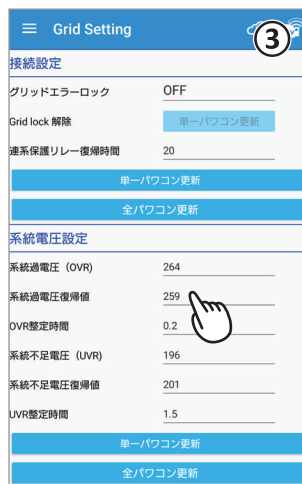 ≡ Grid Setting
③
接続設定
グリッドエラーロック OFF
Grid lock 解除 単一パワコン更新
連系保護リレー復帰時間 20
単一パワコン更新
全パワコン更新
系統電圧設定
系統過電圧（OVR) 264
系統過電圧復帰値 259
OVR整定時間 0.2
系統不足電圧（UVR) 196
系統不足電圧復帰値 201
UVR整定時間 1.5
単一パワコン更新
全パワコン更新